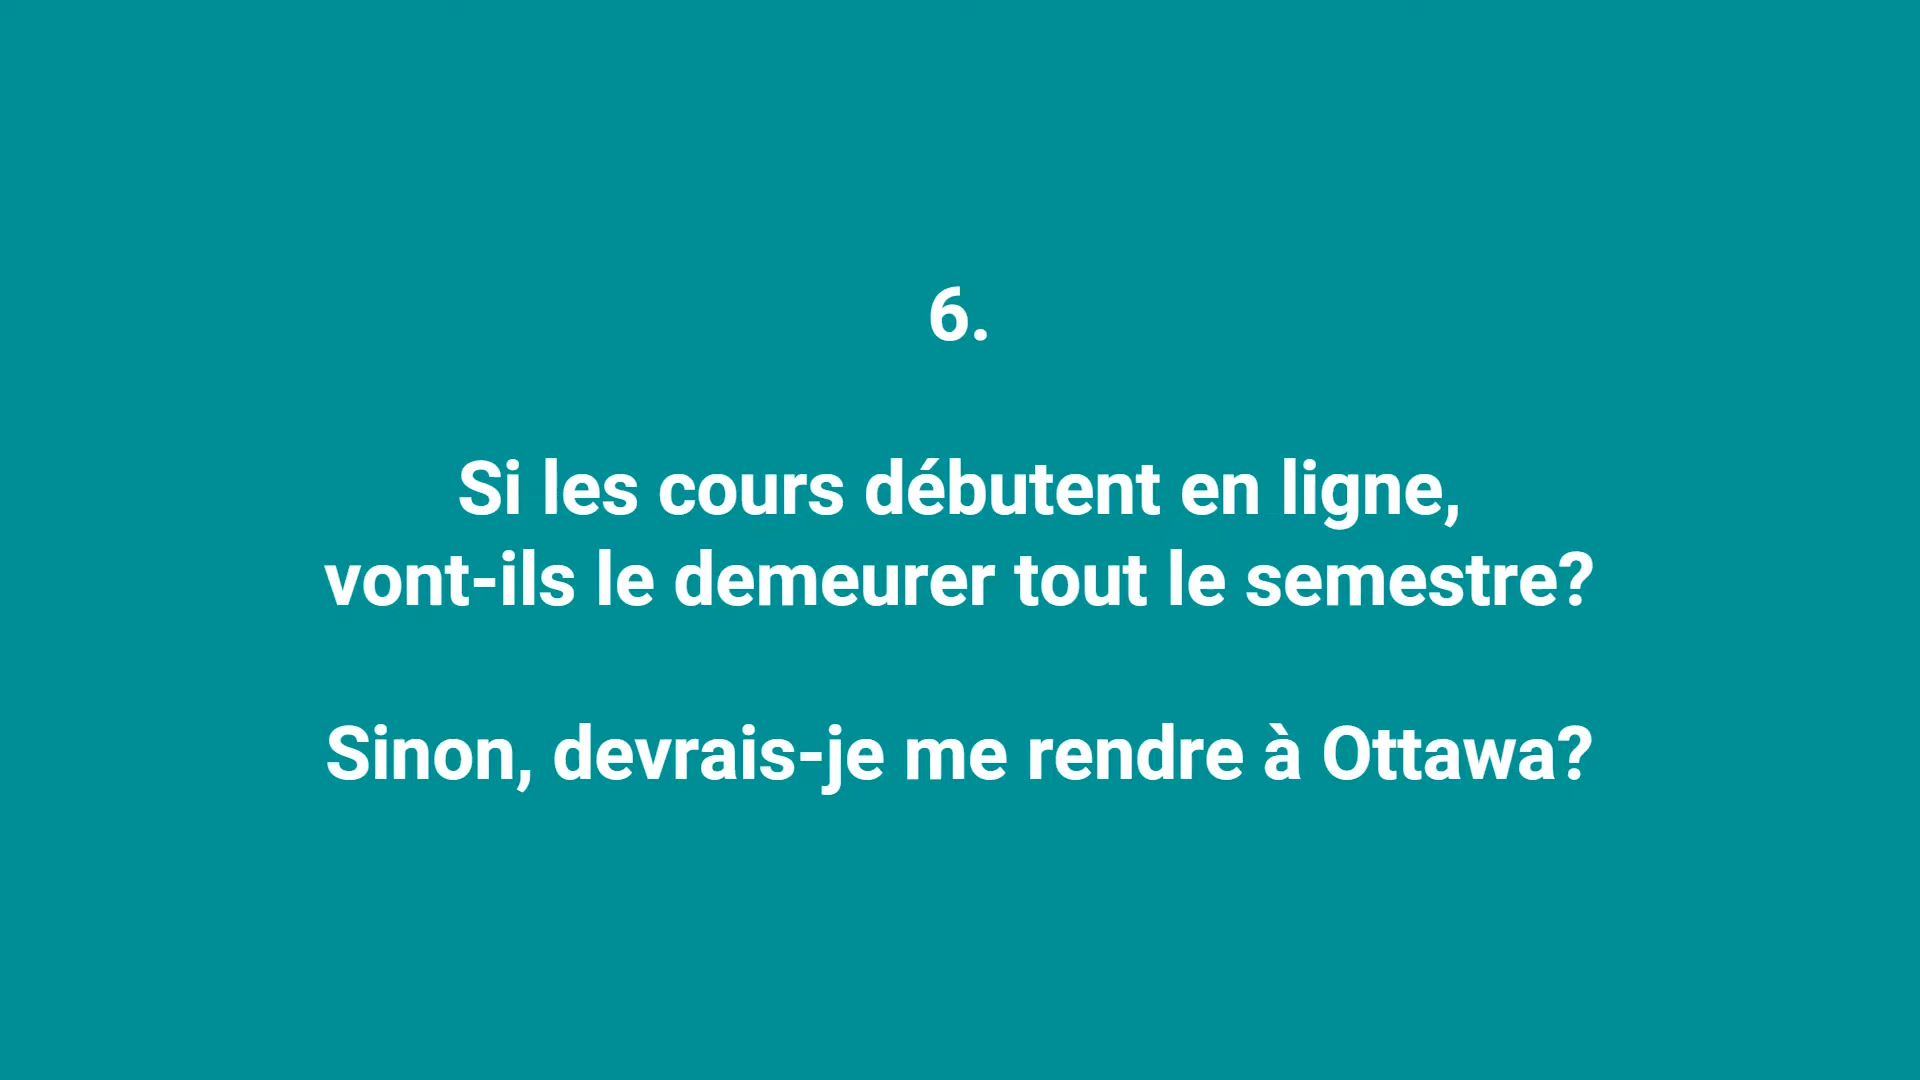 6.
Si les cours débutent en ligne,
vont-ils le demeurer tout le semestre?
Sinon, devrais-je me rendre à Ottawa?